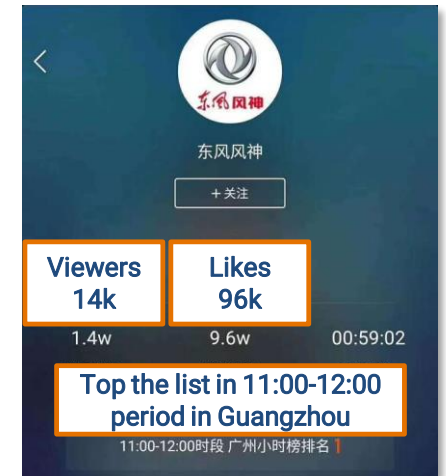 东风风神
东风风神
+关注
Viewers
14k
Likes
96k
1.4w 9.6w 00:59:02
Top the list in 11:00-12:00
period in Guangzhou
11:00-12:00时段 广州小时榜排名 1